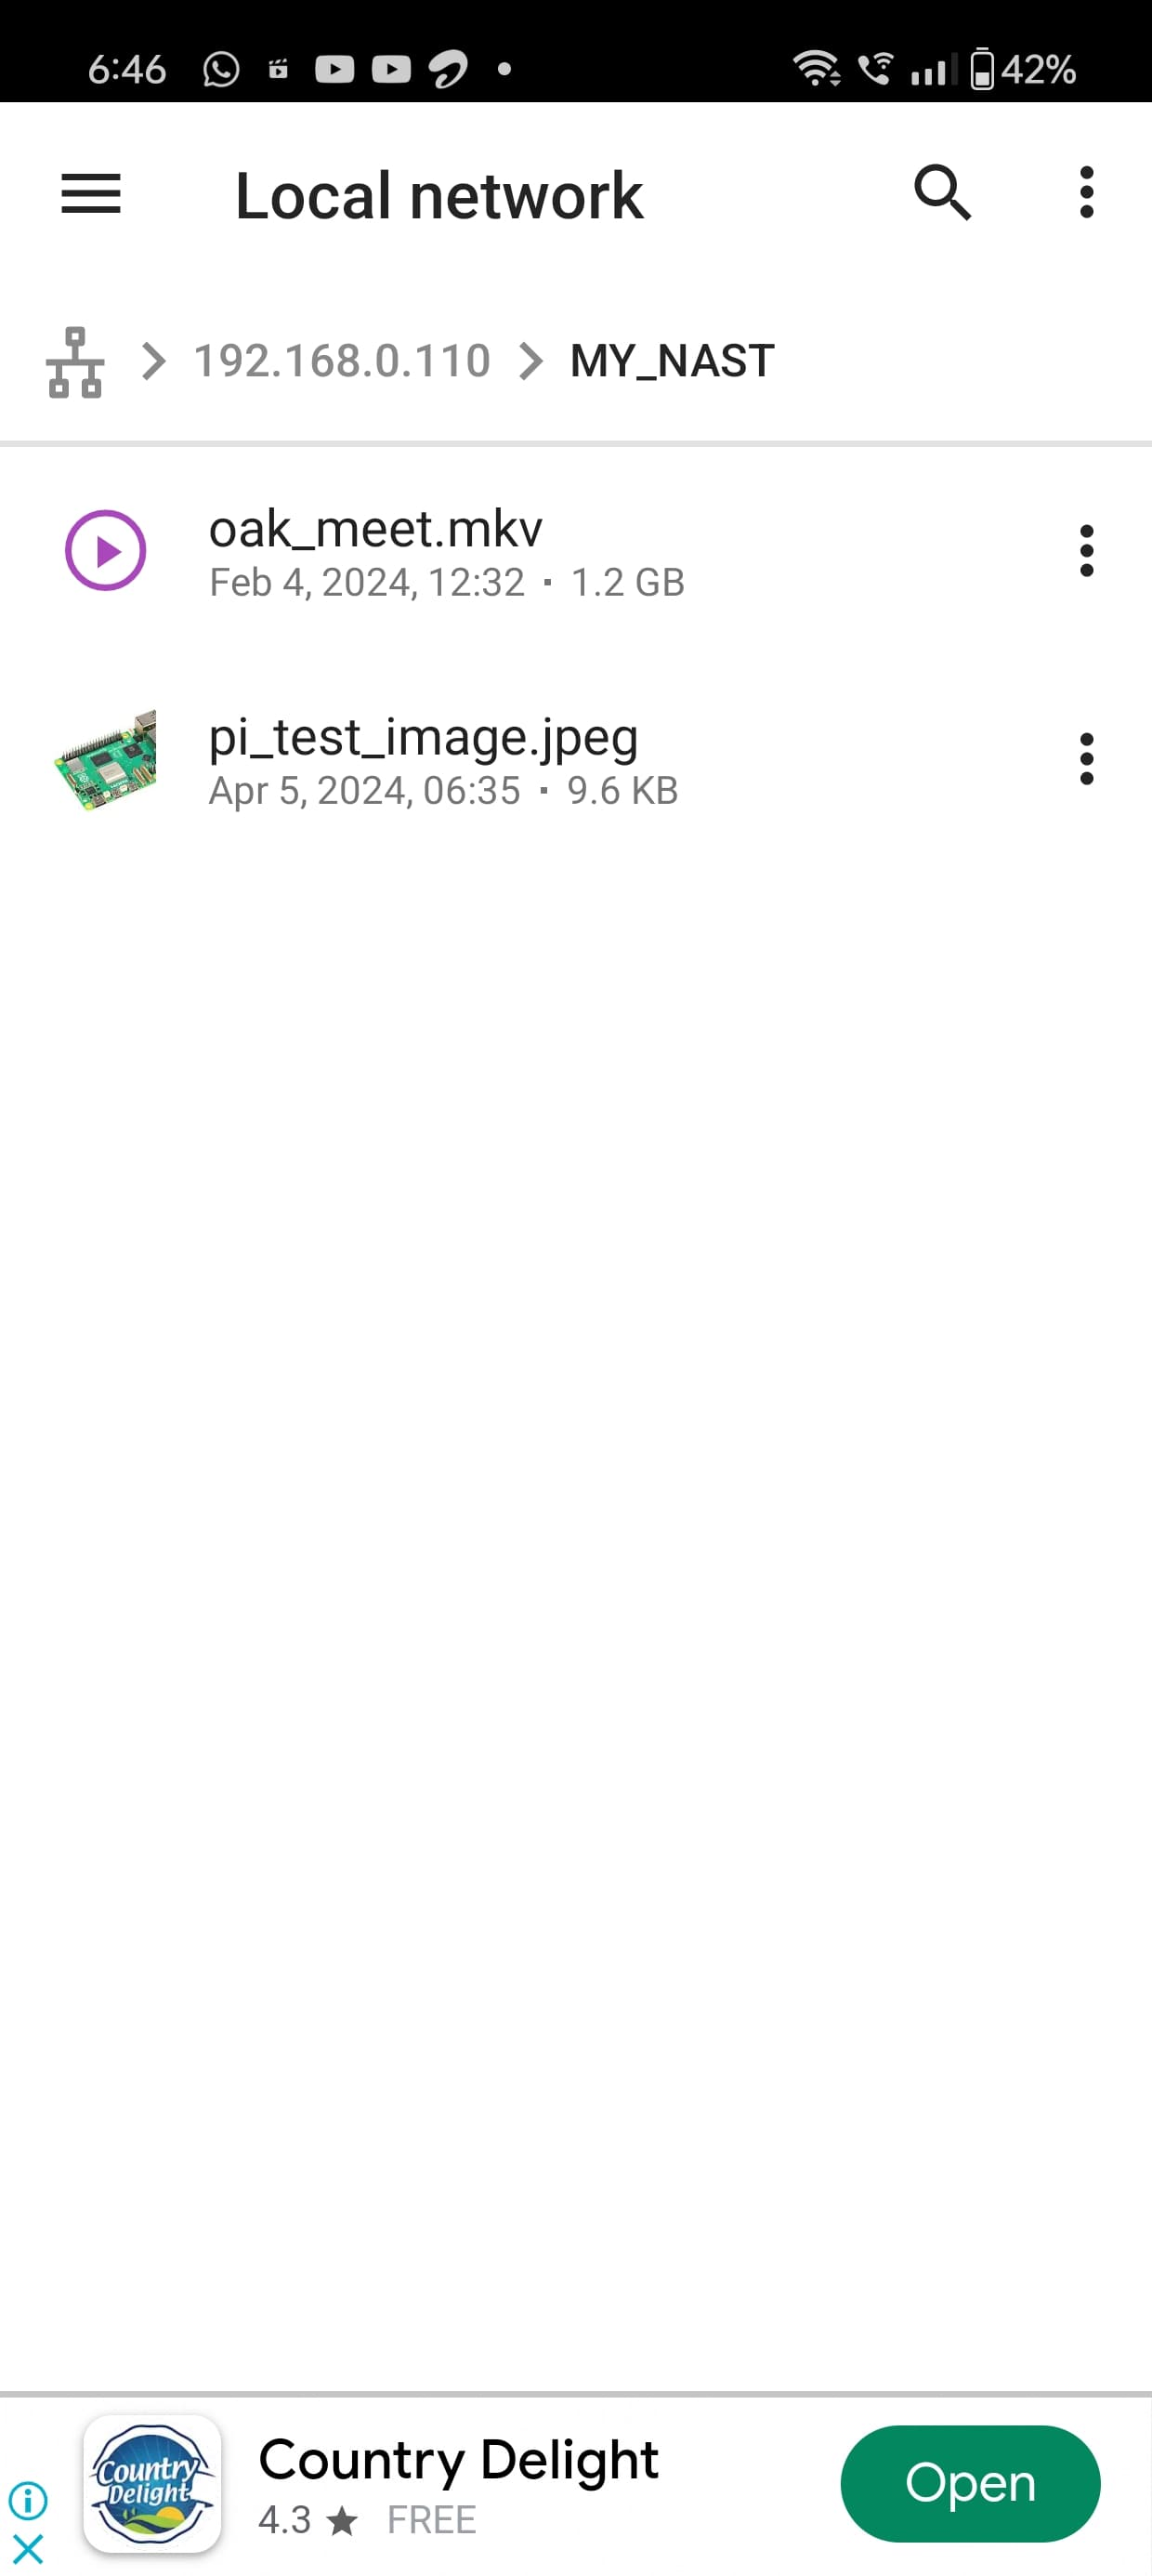 6:46
42%
Local network
192.168.0.110
MY_NAST
oak_meet.mkv
Feb 4, 2024, 12:32 · 1.2 GB
pi_test_image.jpeg
Apr 5, 2024, 06:35 · 9.6 KB
Country
Delight
Country Delight
4.3 ★ FREE
Open